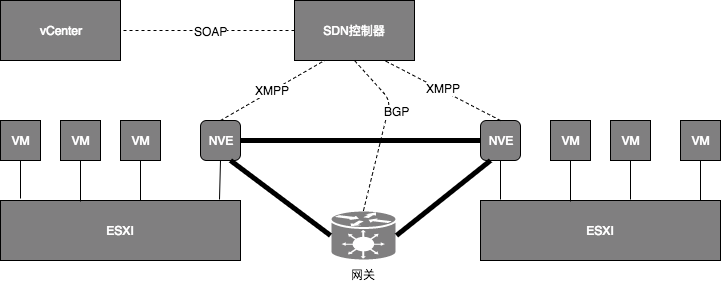 vCenter
SOAP
SDN控制器
XMPP
XMPP
BGP
VM
VM
VM
NVE
NVE
VM
VM
VM
ESXI
ESXI
网关